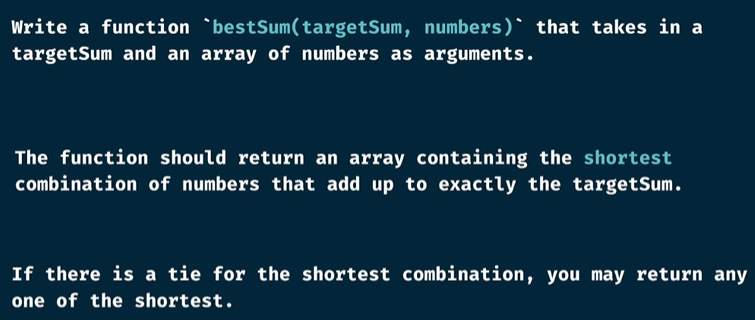 Write a function `bestSum(targetSum, numbers)` that takes in a
targetSum and an array of numbers as arguments.
The function should return an array containing the shortest
combination of numbers that add up to exactly the targetSum.
If there is a tie for the shortest combination, you may return any
one of the shortest.